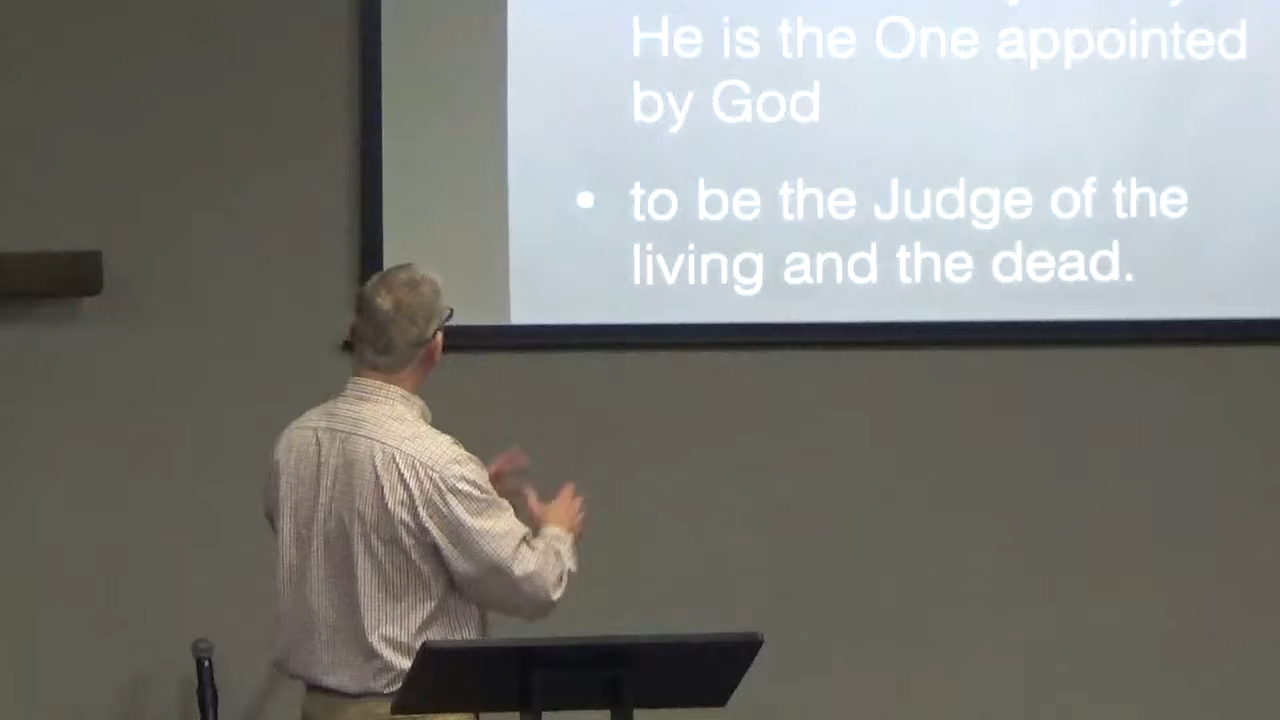 He is the One appointed
by God
• to be the Judge of the
living and the dead.